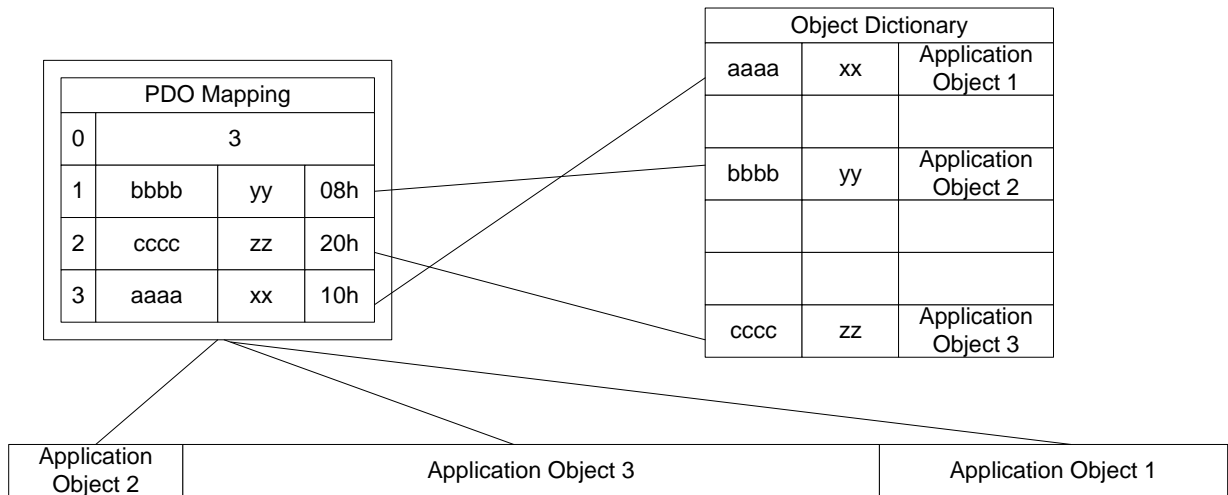 Object Dictionary
aaaa xx Application
Object 1
bbbb yy Application
Object 2
cccc zz Application
Object 3
PDO Mapping
0 3
1 bbbb yy 08h
2 cccc zz 20h
3 aaaa xx 10h
Application
Object 2
Application Object 3
Application Object 1